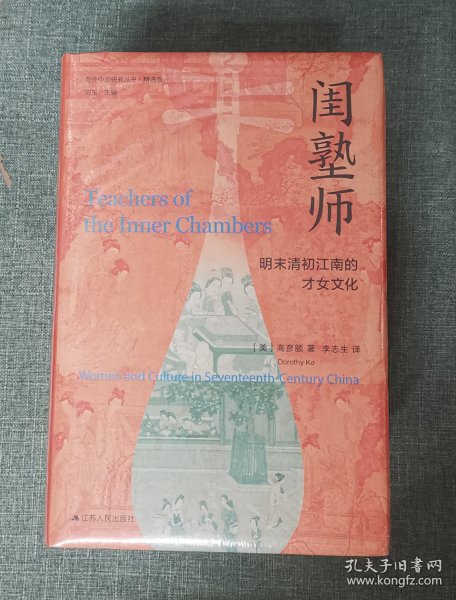 海外中国研究丛书·精选版
刘东 主编
闺塾师
Teachers of
the Inner Chambers
明末清初江南的
才女文化
［美］高彦颐 著 李志生 译
Dorothy Ko
Women and Culture in Seventeenth-Century China
江苏人民出版社
孔夫子旧书网
www.kongfz.com